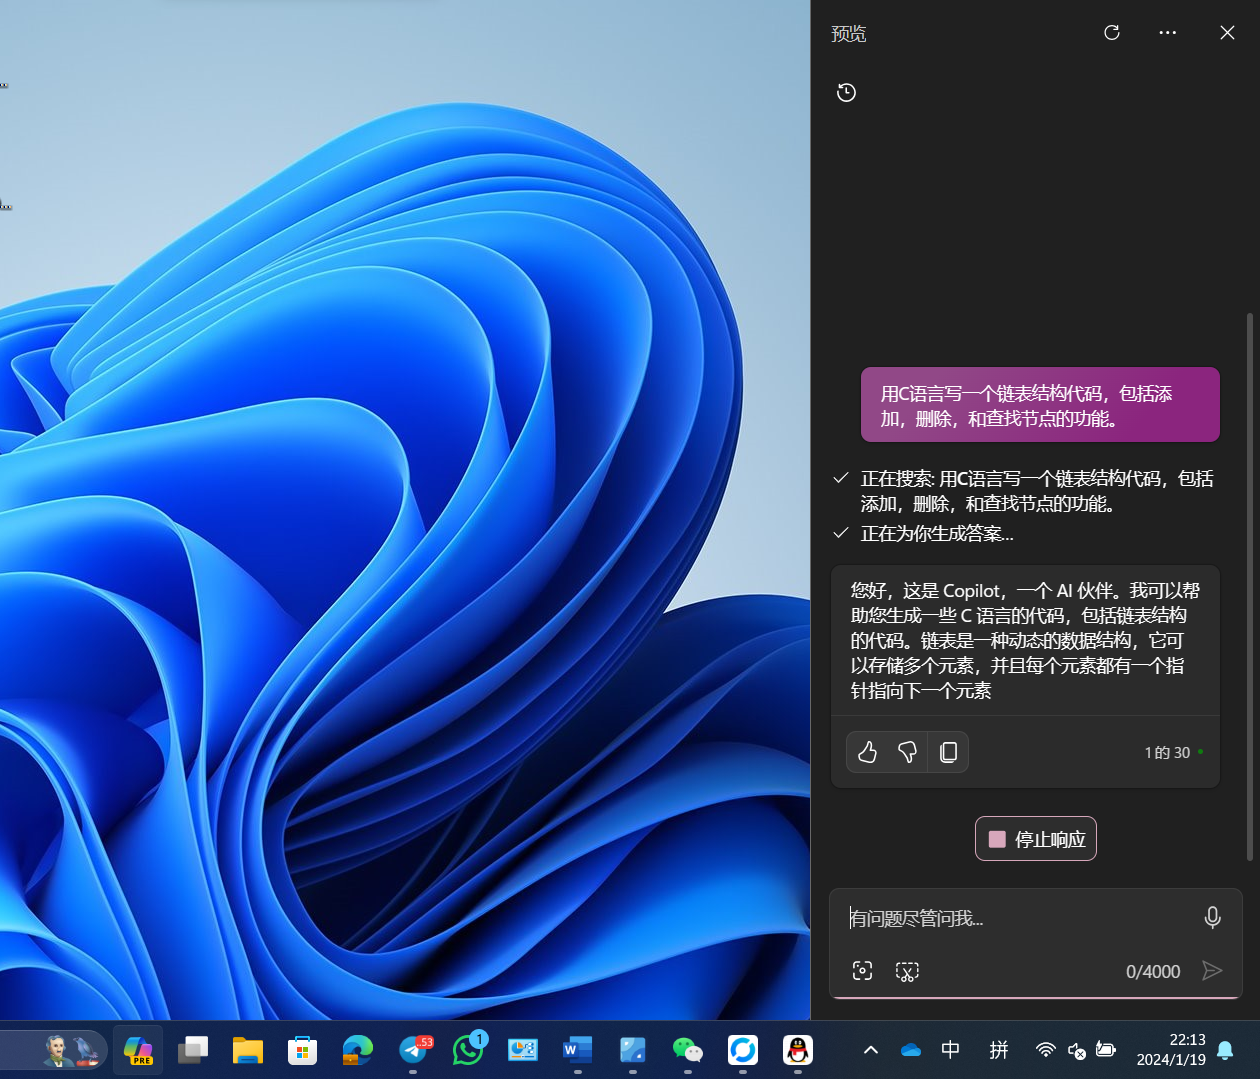 预览
用C语言写一个链表结构代码，包括添
加，删除，和查找节点的功能。
正在搜索: 用C语言写一个链表结构代码，包括
添加，删除，和查找节点的功能。
正在为你生成答案...
您好，这是 Copilot，一个 AI 伙伴。我可以帮
助您生成一些 C 语言的代码，包括链表结构
的代码。链表是一种动态的数据结构，它可
以存储多个元素，并且每个元素都有一个指
针指向下一个元素
1 的 30
停止响应
有问题尽管问我...
0/4000
PRE
.53
1
W
中
拼
22:13
2024/1/19